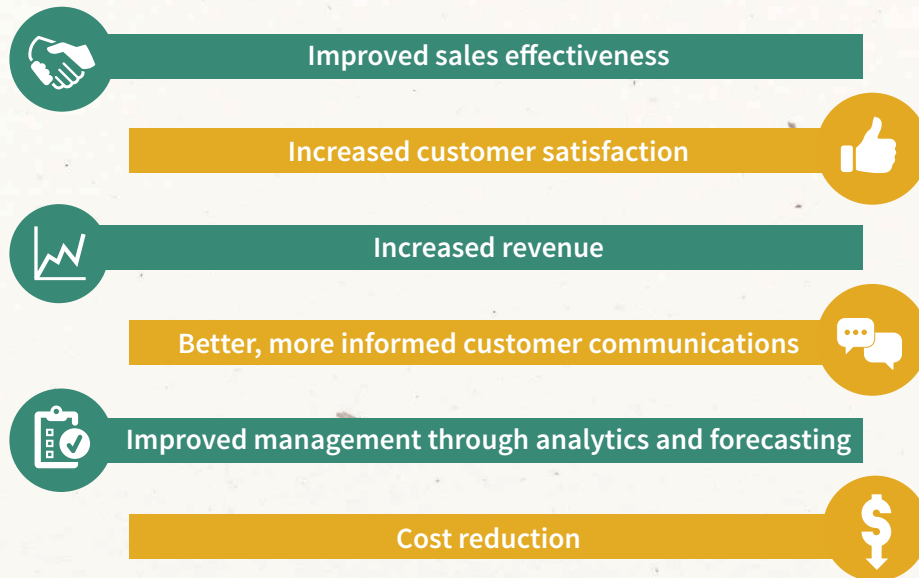 Improved sales effectiveness
Increased customer satisfaction
Increased revenue
Better, more informed customer communications
Improved management through analytics and forecasting
Cost reduction
$